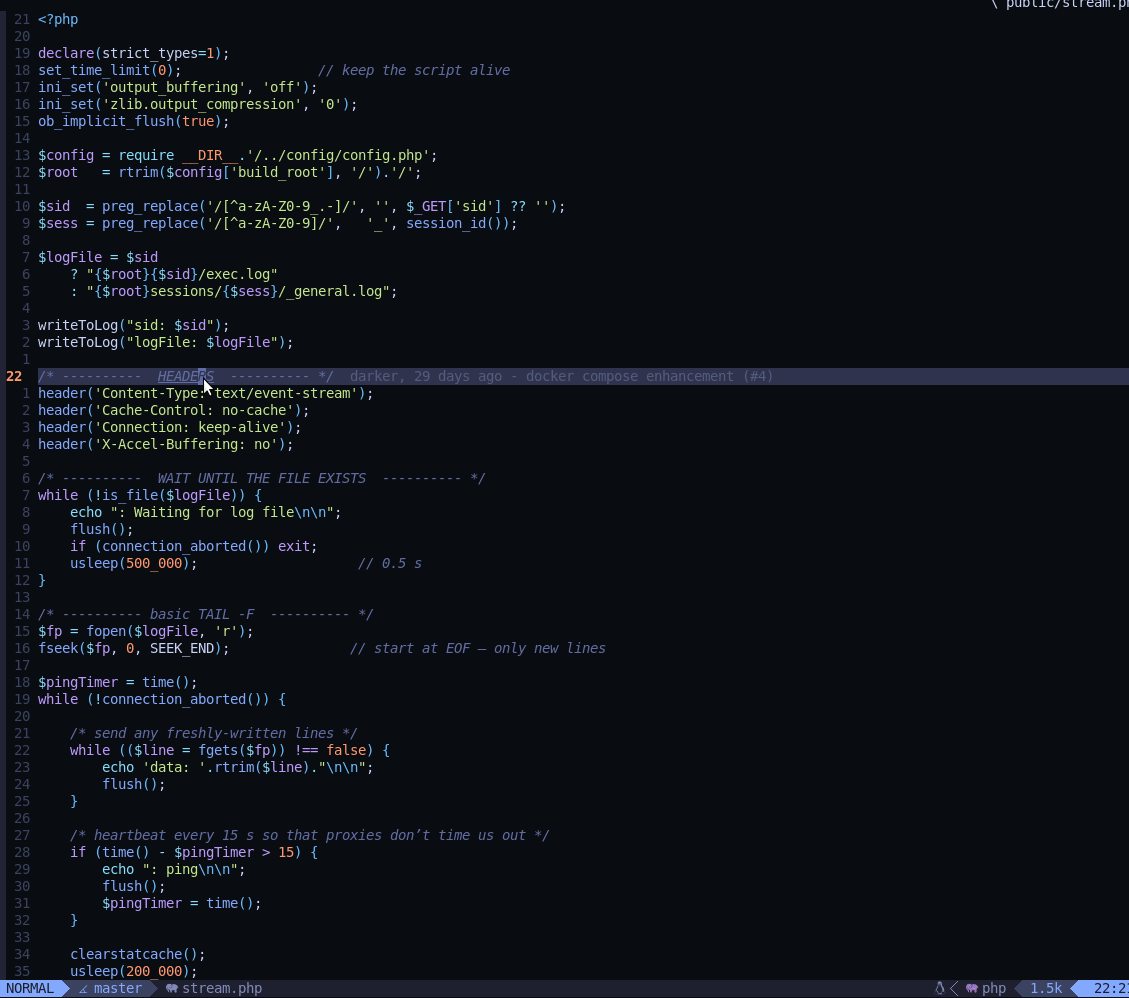 \ public/stream.ph
21 <?php
20
19 declare(strict_types=1);
18 set_time_limit(0);                 // keep the script alive
17 ini_set('output_buffering', 'off');
16 ini_set('zlib.output_compression', '0');
15 ob_implicit_flush(true);
14
13 $config = require __DIR__.'/../config/config.php';
12 $root   = rtrim($config['build_root'], '/').'/';
11
10 $sid  = preg_replace('/[^a-zA-Z0-9_.-]/', '', $_GET['sid'] ?? '');
9 $sess = preg_replace('/[^a-zA-Z0-9]/',   '_', session_id());
8
7 $logFile = $sid
6     ? "{$root}{$sid}/exec.log"
5     : "{$root}sessions/{$sess}/_general.log";
4
3 writeToLog("sid: $sid");
2 writeToLog("logFile: $logFile");
1
22 /* ----------  HEADERS  ---------- */  darker, 29 days ago - docker compose enhancement (#4)
1 header('Content-Type: text/event-stream');
2 header('Cache-Control: no-cache');
3 header('Connection: keep-alive');
4 header('X-Accel-Buffering: no');
5
6 /* ----------  WAIT UNTIL THE FILE EXISTS  ---------- */
7 while (!is_file($logFile)) {
8     echo ": Waiting for log file\n\n";
9     flush();
10     if (connection_aborted()) exit;
11     usleep(500_000);                    // 0.5 s
12 }
13
14 /* ---------- basic TAIL -F  ---------- */
15 $fp = fopen($logFile, 'r');
16 fseek($fp, 0, SEEK_END);               // start at EOF – only new lines
17
18 $pingTimer = time();
19 while (!connection_aborted()) {
20
21     /* send any freshly-written lines */
22     while (($line = fgets($fp)) !== false) {
23         echo 'data: '.rtrim($line)."\n\n";
24         flush();
25     }
26
27     /* heartbeat every 15 s so that proxies don’t time us out */
28     if (time() - $pingTimer > 15) {
29         echo ": ping\n\n";
30         flush();
31         $pingTimer = time();
32     }
33
34     clearstatcache();
35     usleep(200_000);
NORMAL master stream.php php 1.5k 22:21